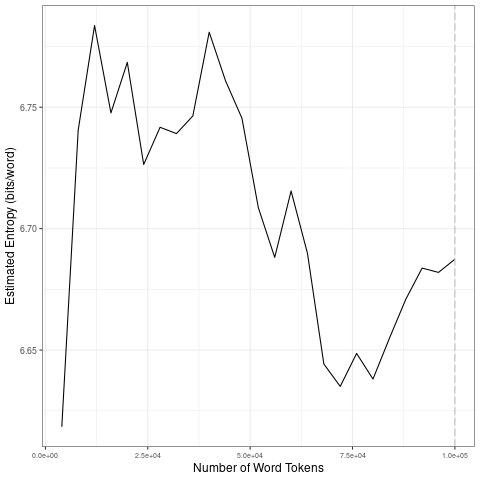 Estimated Entropy (bits/word)
6.75
6.70
6.65
0.0e+00 2.5e+04 5.0e+04 7.5e+04 1.0e+05
Number of Word Tokens